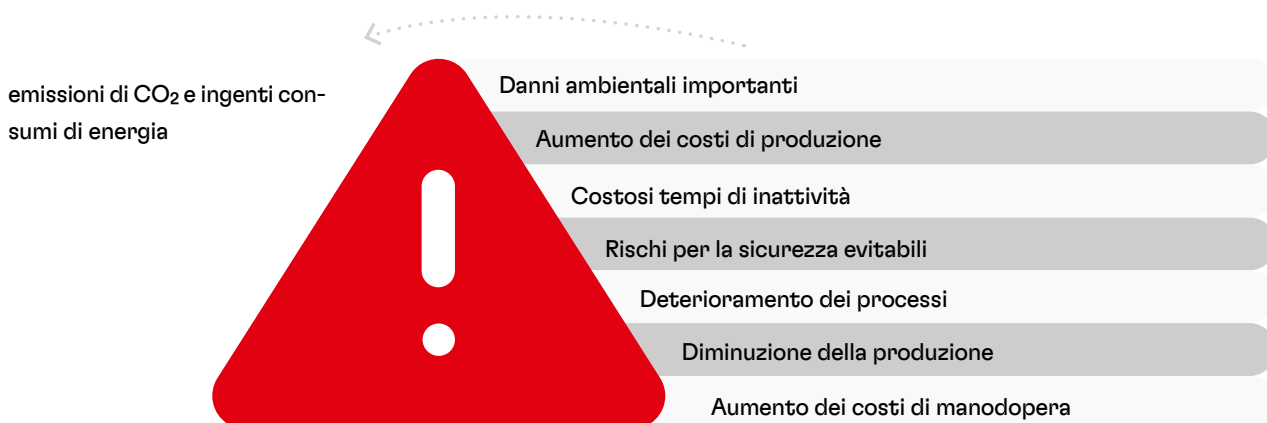 emissioni di CO₂ e ingenti con-
sumi di energia
Danni ambientali importanti
Aumento dei costi di produzione
Costosi tempi di inattività
Rischi per la sicurezza evitabili
Deterioramento dei processi
Diminuzione della produzione
Aumento dei costi di manodopera